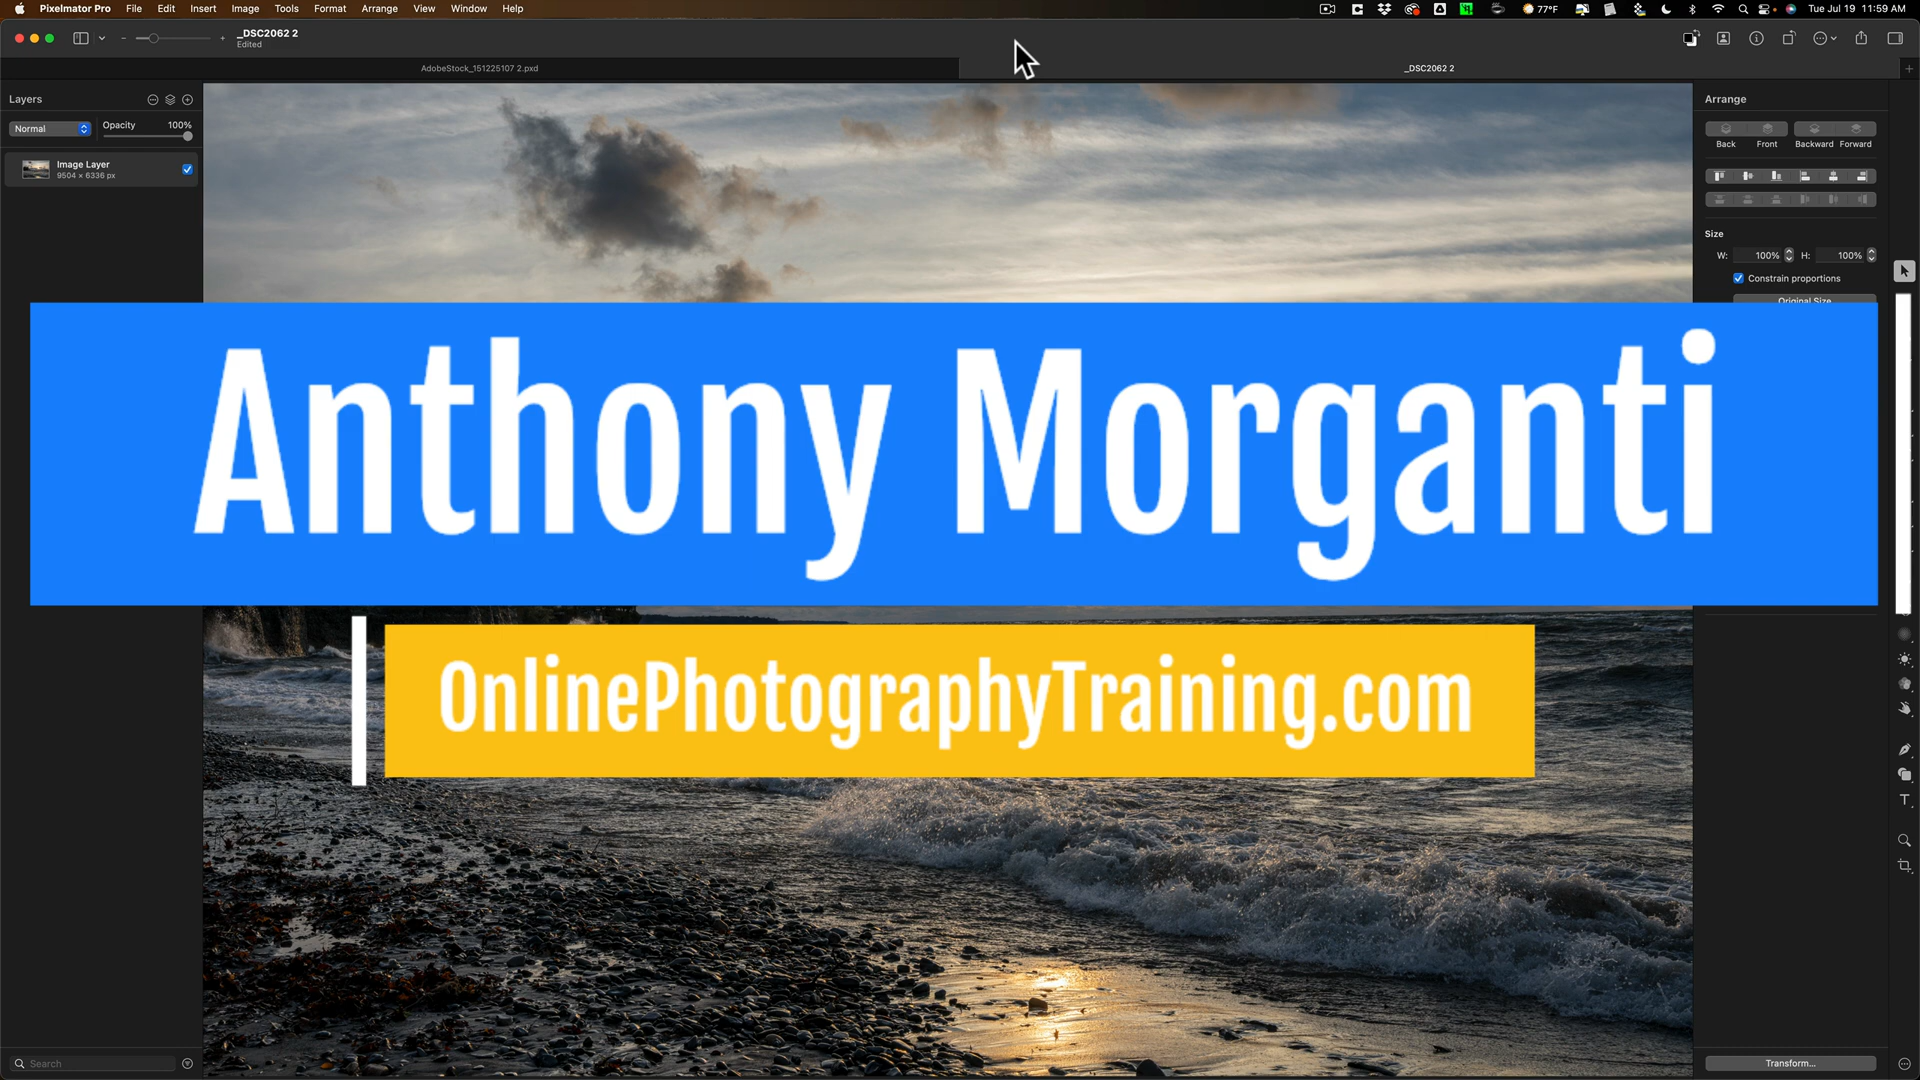 Pixelmator Pro File Edit Insert Image Tools Format Arrange View Window Help 77°F Tue Jul 19 11:59 AM
_DSC2062 2
Edited
AdobeStock_151225107 2.pxd _DSC2062 2
Layers
Arrange
Normal Opacity 100%
Back Front Backward Forward
Image Layer
9504 × 6336 px
Size
W: 100% H: 100%
Constrain proportions
Original Size
Anthony Morganti
OnlinePhotographyTraining.com
Search
Transform...